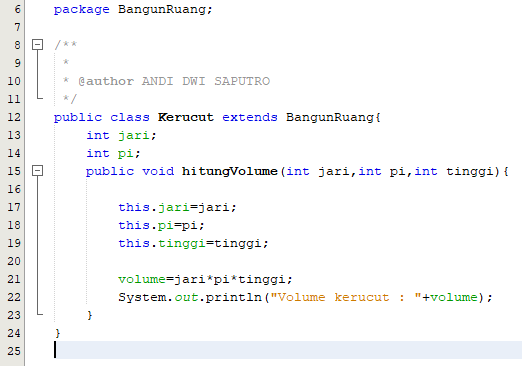 6 package BangunRuang;
7
8 /**
9 *
10 * @author ANDI DWI SAPUTRO
11 */
12 public class Kerucut extends BangunRuang{
13 int jari;
14 int pi;
15 public void hitungVolume(int jari,int pi,int tinggi){
16
17 this.jari=jari;
18 this.pi=pi;
19 this.tinggi=tinggi;
20
21 volume=jari*pi*tinggi;
22 System.out.println("Volume kerucut : "+volume);
23 }
24 }
25